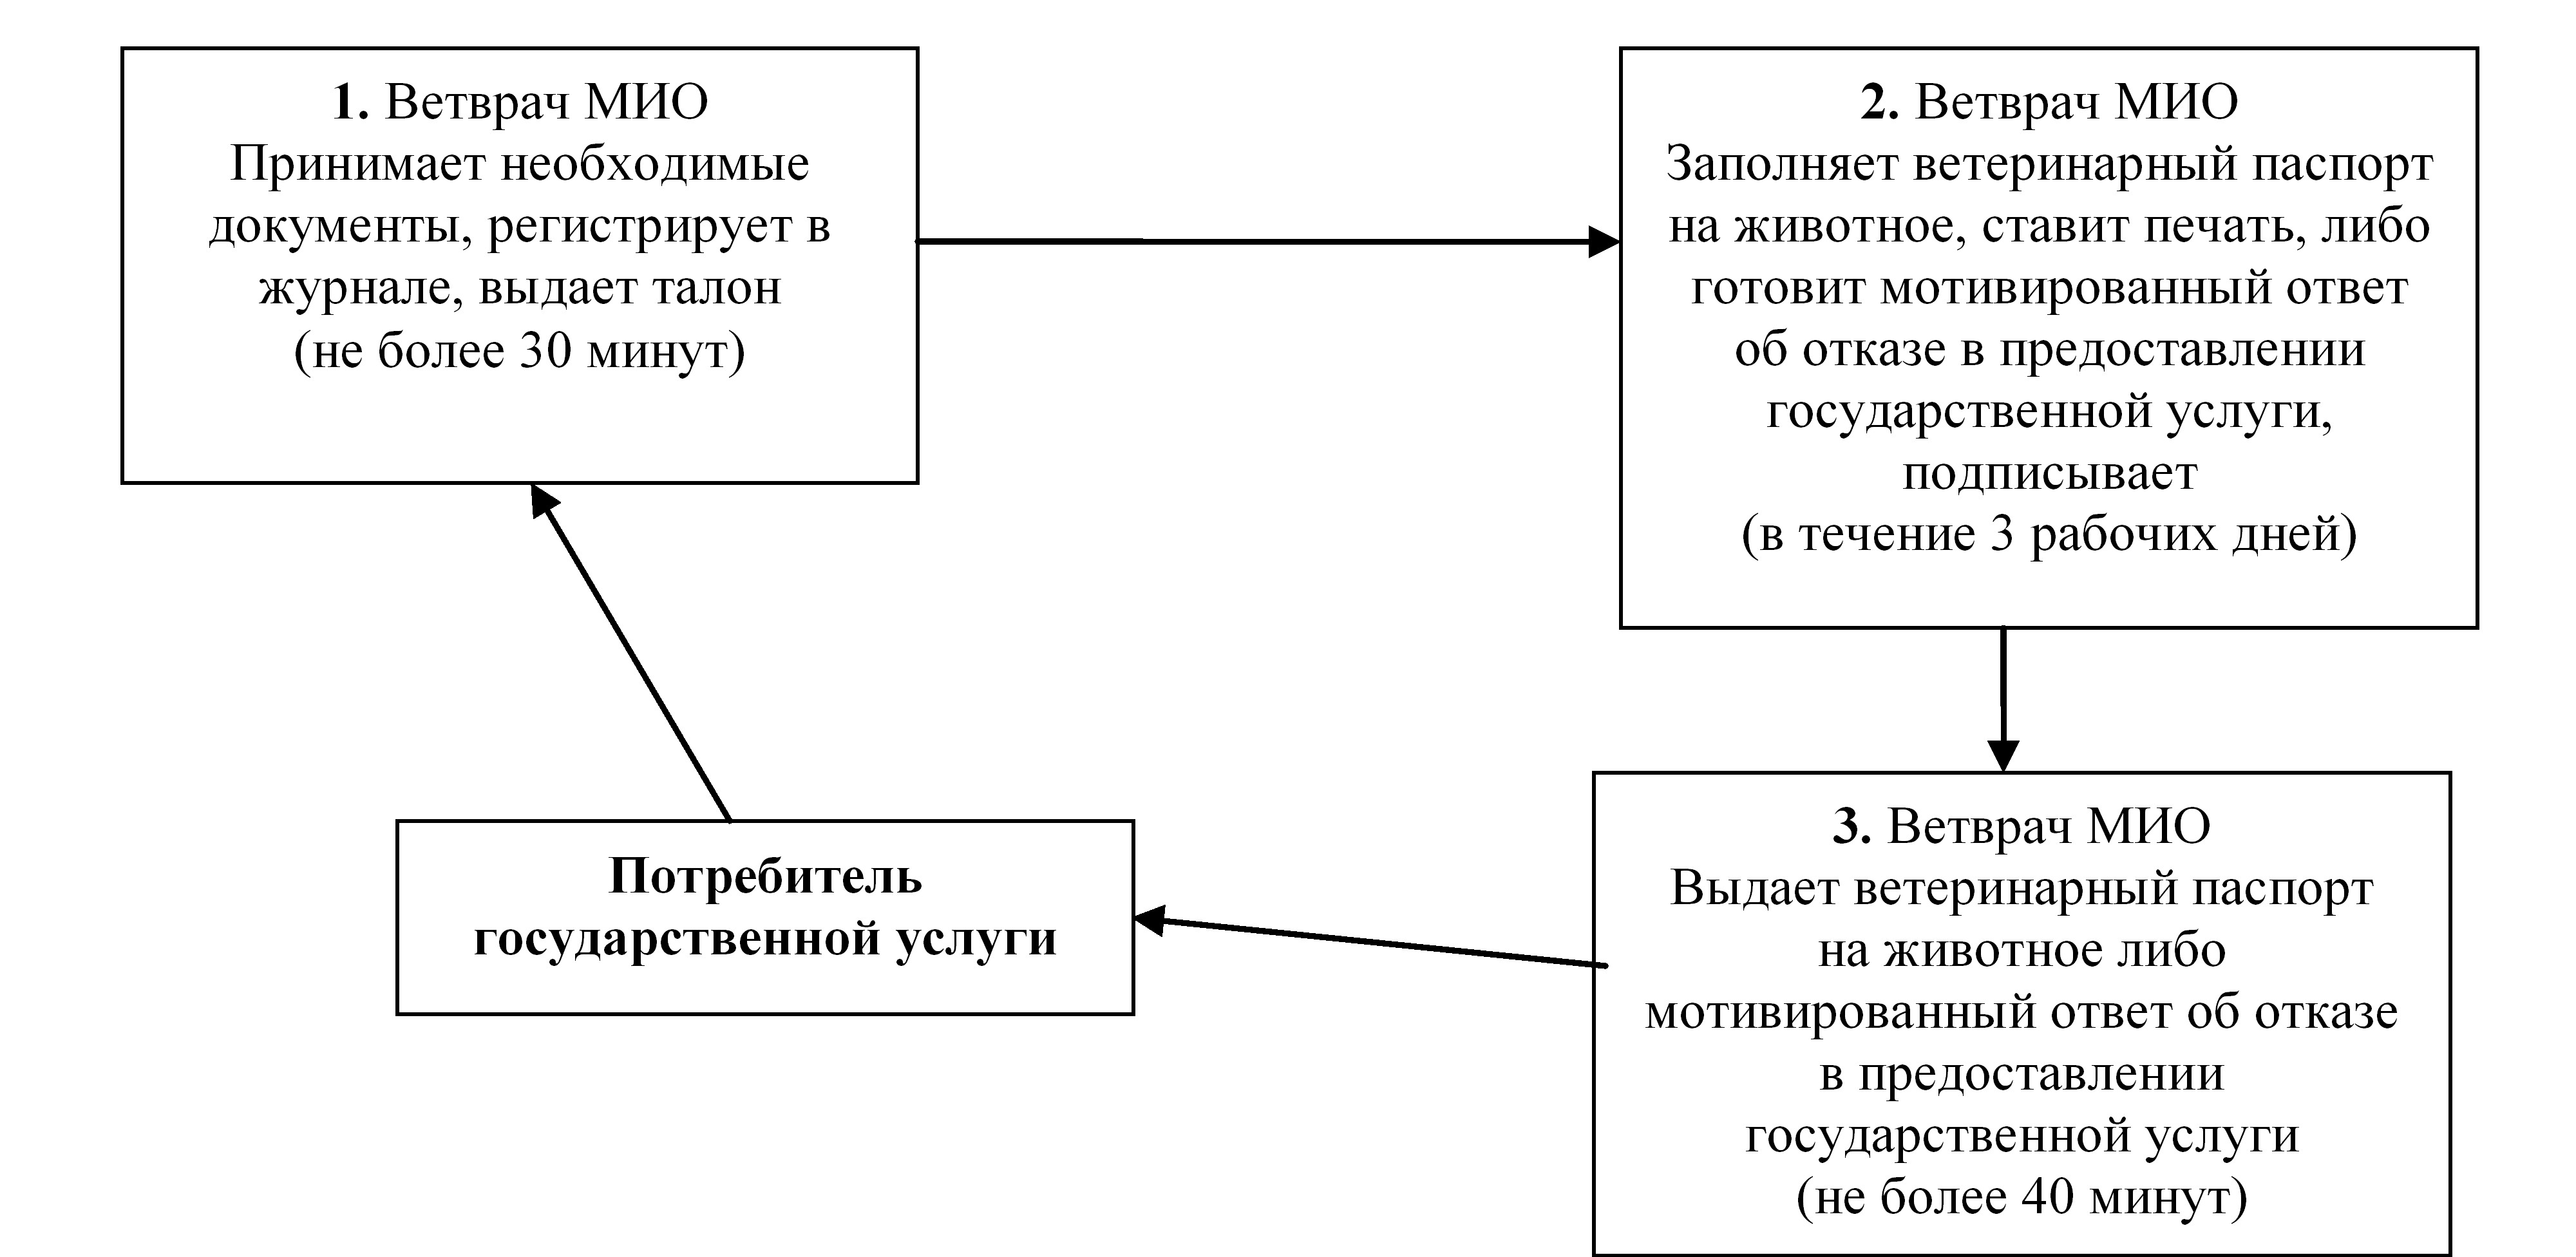 1. Ветврач МИО
Принимает необходимые
документы, регистрирует в
журнале, выдает талон
(не более 30 минут)
2. Ветврач МИО
Заполняет ветеринарный паспорт
на животное, ставит печать, либо
готовит мотивированный ответ
об отказе в предоставлении
государственной услуги,
подписывает
(в течение 3 рабочих дней)
3. Ветврач МИО
Выдает ветеринарный паспорт
на животное либо
мотивированный ответ об отказе
в предоставлении
государственной услуги
(не более 40 минут)
Потребитель
государственной услуги